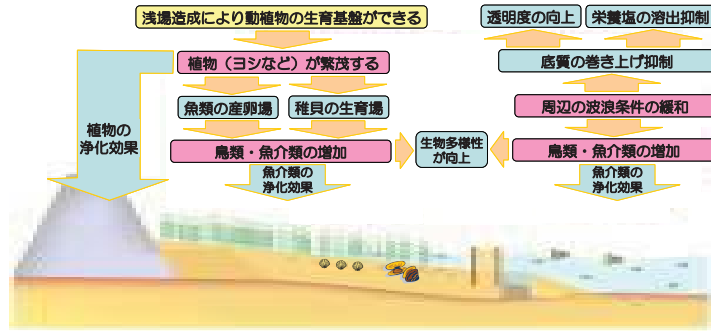 浅場造成により動植物の生育基盤ができる
植物（ヨシなど）が繁茂する
魚類の産卵場
稚貝の生育場
鳥類・魚介類の増加
魚介類の
浄化効果
植物の
浄化効果
生物多様性
が向上
透明度の向上
栄養塩の溶出抑制
底質の巻き上げ抑制
周辺の波浪条件の緩和
鳥類・魚介類の増加
魚介類の
浄化効果